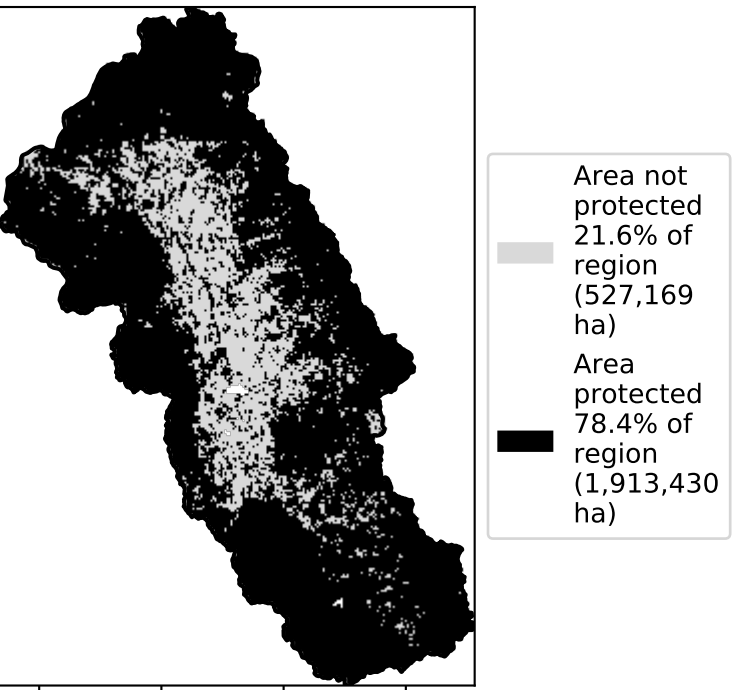 Area not
protected
21.6% of
region
(527,169
ha)
Area
protected
78.4% of
region
(1,913,430
ha)